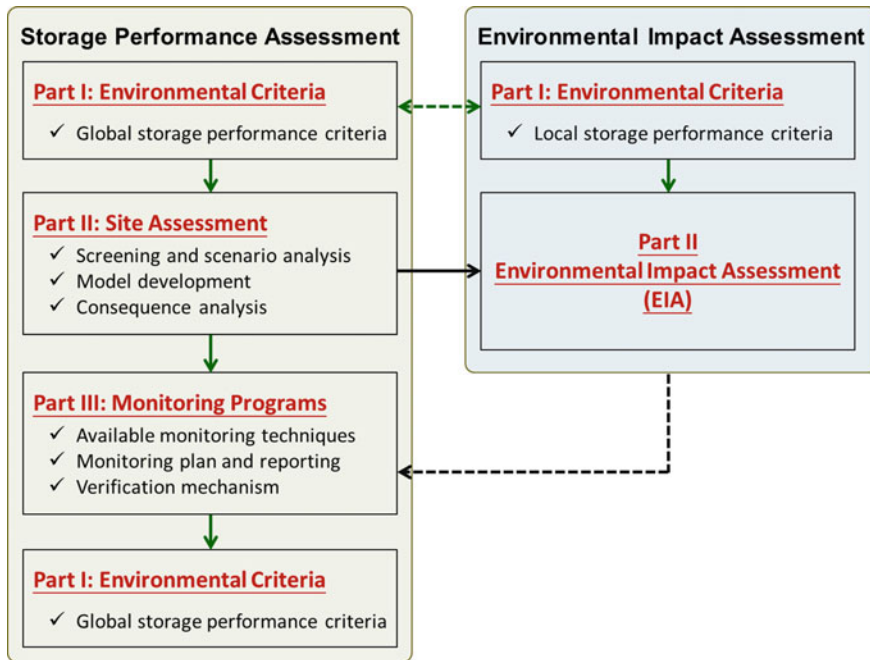 Storage Performance Assessment
Part I: Environmental Criteria
✓ Global storage performance criteria
Part II: Site Assessment
✓ Screening and scenario analysis
✓ Model development
✓ Consequence analysis
Part III: Monitoring Programs
✓ Available monitoring techniques
✓ Monitoring plan and reporting
✓ Verification mechanism
Part I: Environmental Criteria
✓ Global storage performance criteria
Environmental Impact Assessment
Part I: Environmental Criteria
✓ Local storage performance criteria
Part II
Environmental Impact Assessment
(EIA)